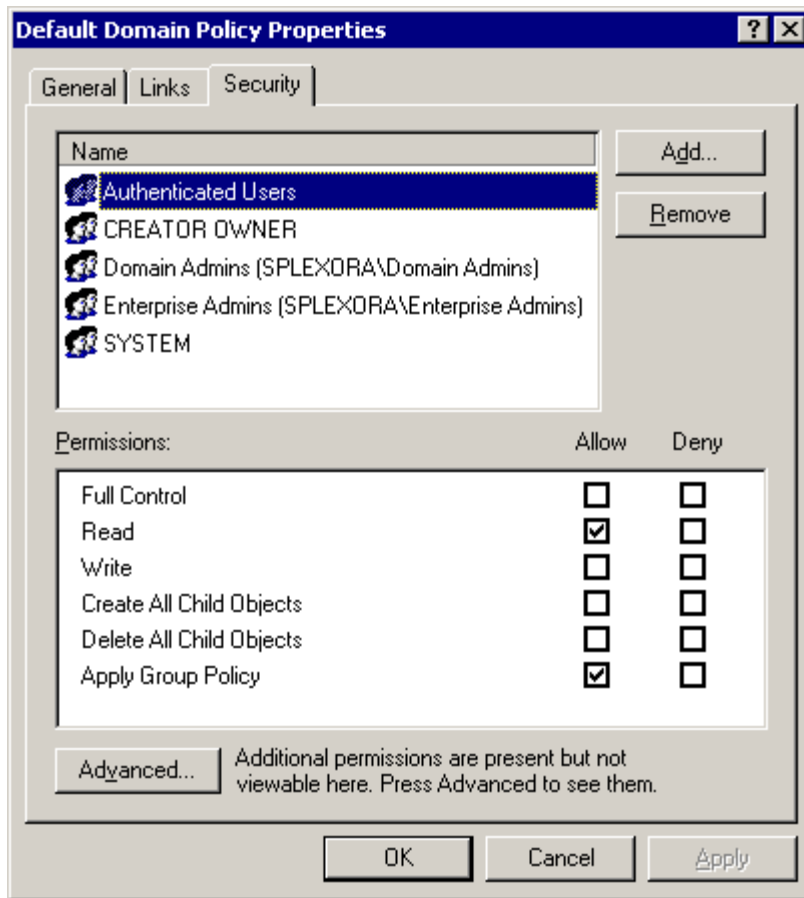 Default Domain Policy Properties
General Links Security
Name
Authenticated Users
CREATOR OWNER
Domain Admins (SPLEXORA\Domain Admins)
Enterprise Admins (SPLEXORA\Enterprise Admins)
SYSTEM
Add...
Remove
Permissions: Allow Deny
Full Control
Read
Write
Create All Child Objects
Delete All Child Objects
Apply Group Policy
Advanced...
Additional permissions are present but not
viewable here. Press Advanced to see them.
OK Cancel Apply